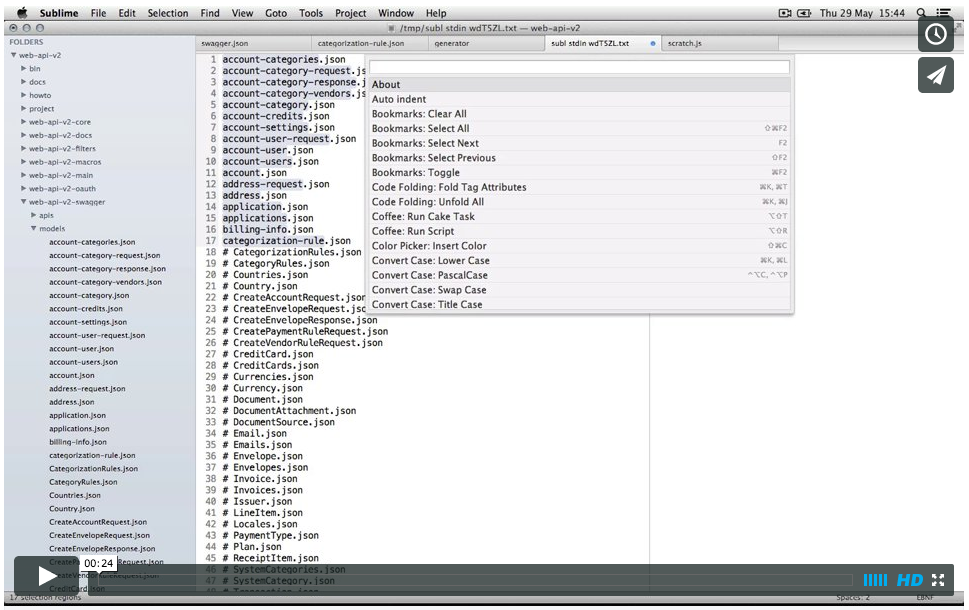 Sublime File Edit Selection Find View Goto Tools Project Window Help Thu 29 May 15:44
/tmp/subl stdin wdT5ZL.txt — web-api-v2
FOLDERS
web-api-v2
bin
docs
howto
project
web-api-v2-core
web-api-v2-docs
web-api-v2-filters
web-api-v2-macros
web-api-v2-main
web-api-v2-oauth
web-api-v2-swagger
apis
models
account-categories.json
account-category-request.json
account-category-response.json
account-category-vendors.json
account-category.json
account-credits.json
account-settings.json
account-user-request.json
account-user.json
account-users.json
account.json
address-request.json
address.json
application.json
applications.json
billing-info.json
categorization-rule.json
CategorizationRules.json
CategoryRules.json
Countries.json
Country.json
CreateAccountRequest.json
CreateEnvelopeRequest.json
CreateEnvelopeResponse.json
swagger.json categorization-rule.json generator subl stdin wdT5ZL.txt scratch.js
1 account-categories.json
2 account-category-request.js
3 account-category-response.j
4 account-category-vendors.js
5 account-category.json
6 account-credits.json
7 account-settings.json
8 account-user-request.json
9 account-user.json
10 account-users.json
11 account.json
12 address-request.json
13 address.json
14 application.json
15 applications.json
16 billing-info.json
17 categorization-rule.json
18 # CategorizationRules.json
19 # CategoryRules.json
20 # Countries.json
21 # Country.json
22 # CreateAccountRequest.json
23 # CreateEnvelopeRequest.json
24 # CreateEnvelopeResponse.json
25 # CreatePaymentRuleRequest.json
26 # CreateVendorRuleRequest.json
27 # CreditCard.json
28 # CreditCards.json
29 # Currencies.json
30 # Currency.json
31 # Document.json
32 # DocumentAttachment.json
33 # DocumentSource.json
34 # Email.json
35 # Emails.json
36 # Envelope.json
37 # Envelopes.json
38 # Invoice.json
39 # Invoices.json
40 # Issuer.json
41 # LineItem.json
42 # Locales.json
43 # PaymentType.json
44 # Plan.json
45 # ReceiptItem.json
46 # SystemCategories.json
47 # SystemCategory.json
About
Auto indent
Bookmarks: Clear All
Bookmarks: Select All ⇧⌘F2
Bookmarks: Select Next F2
Bookmarks: Select Previous ⇧F2
Bookmarks: Toggle ⌘F2
Code Folding: Fold Tag Attributes ⌘K, ⌘T
Code Folding: Unfold All ⌘K, ⌘J
Coffee: Run Cake Task ⌥⇧T
Coffee: Run Script ⌥⇧R
Color Picker: Insert Color ⇧⌘C
Convert Case: Lower Case ⌘K, ⌘L
Convert Case: PascalCase ^⌥C, ^⌥P
Convert Case: Swap Case
Convert Case: Title Case
00:24
HD
17 selection regions Spaces: 2 EBNF